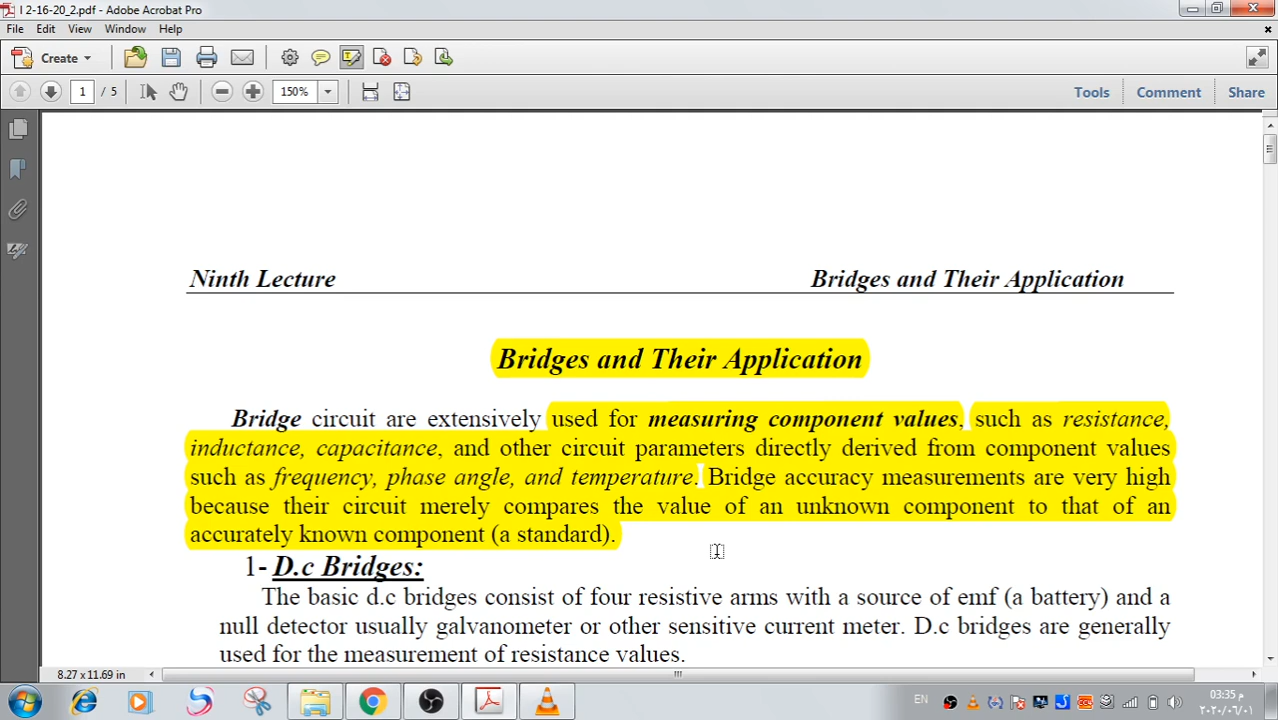 I 2-16-20_2.pdf - Adobe Acrobat Pro
File Edit View Window Help
Create
1 / 5 150% Tools Comment Share
Ninth Lecture Bridges and Their Application
Bridges and Their Application
Bridge circuit are extensively used for measuring component values, such as resistance,
inductance, capacitance, and other circuit parameters directly derived from component values
such as frequency, phase angle, and temperature. Bridge accuracy measurements are very high
because their circuit merely compares the value of an unknown component to that of an
accurately known component (a standard).
1- D.c Bridges:
The basic d.c bridges consist of four resistive arms with a source of emf (a battery) and a
null detector usually galvanometer or other sensitive current meter. D.c bridges are generally
used for the measurement of resistance values.
8.27 x 11.69 in
EN
03:35 م
٢٠٢٠/٠٦/٠١